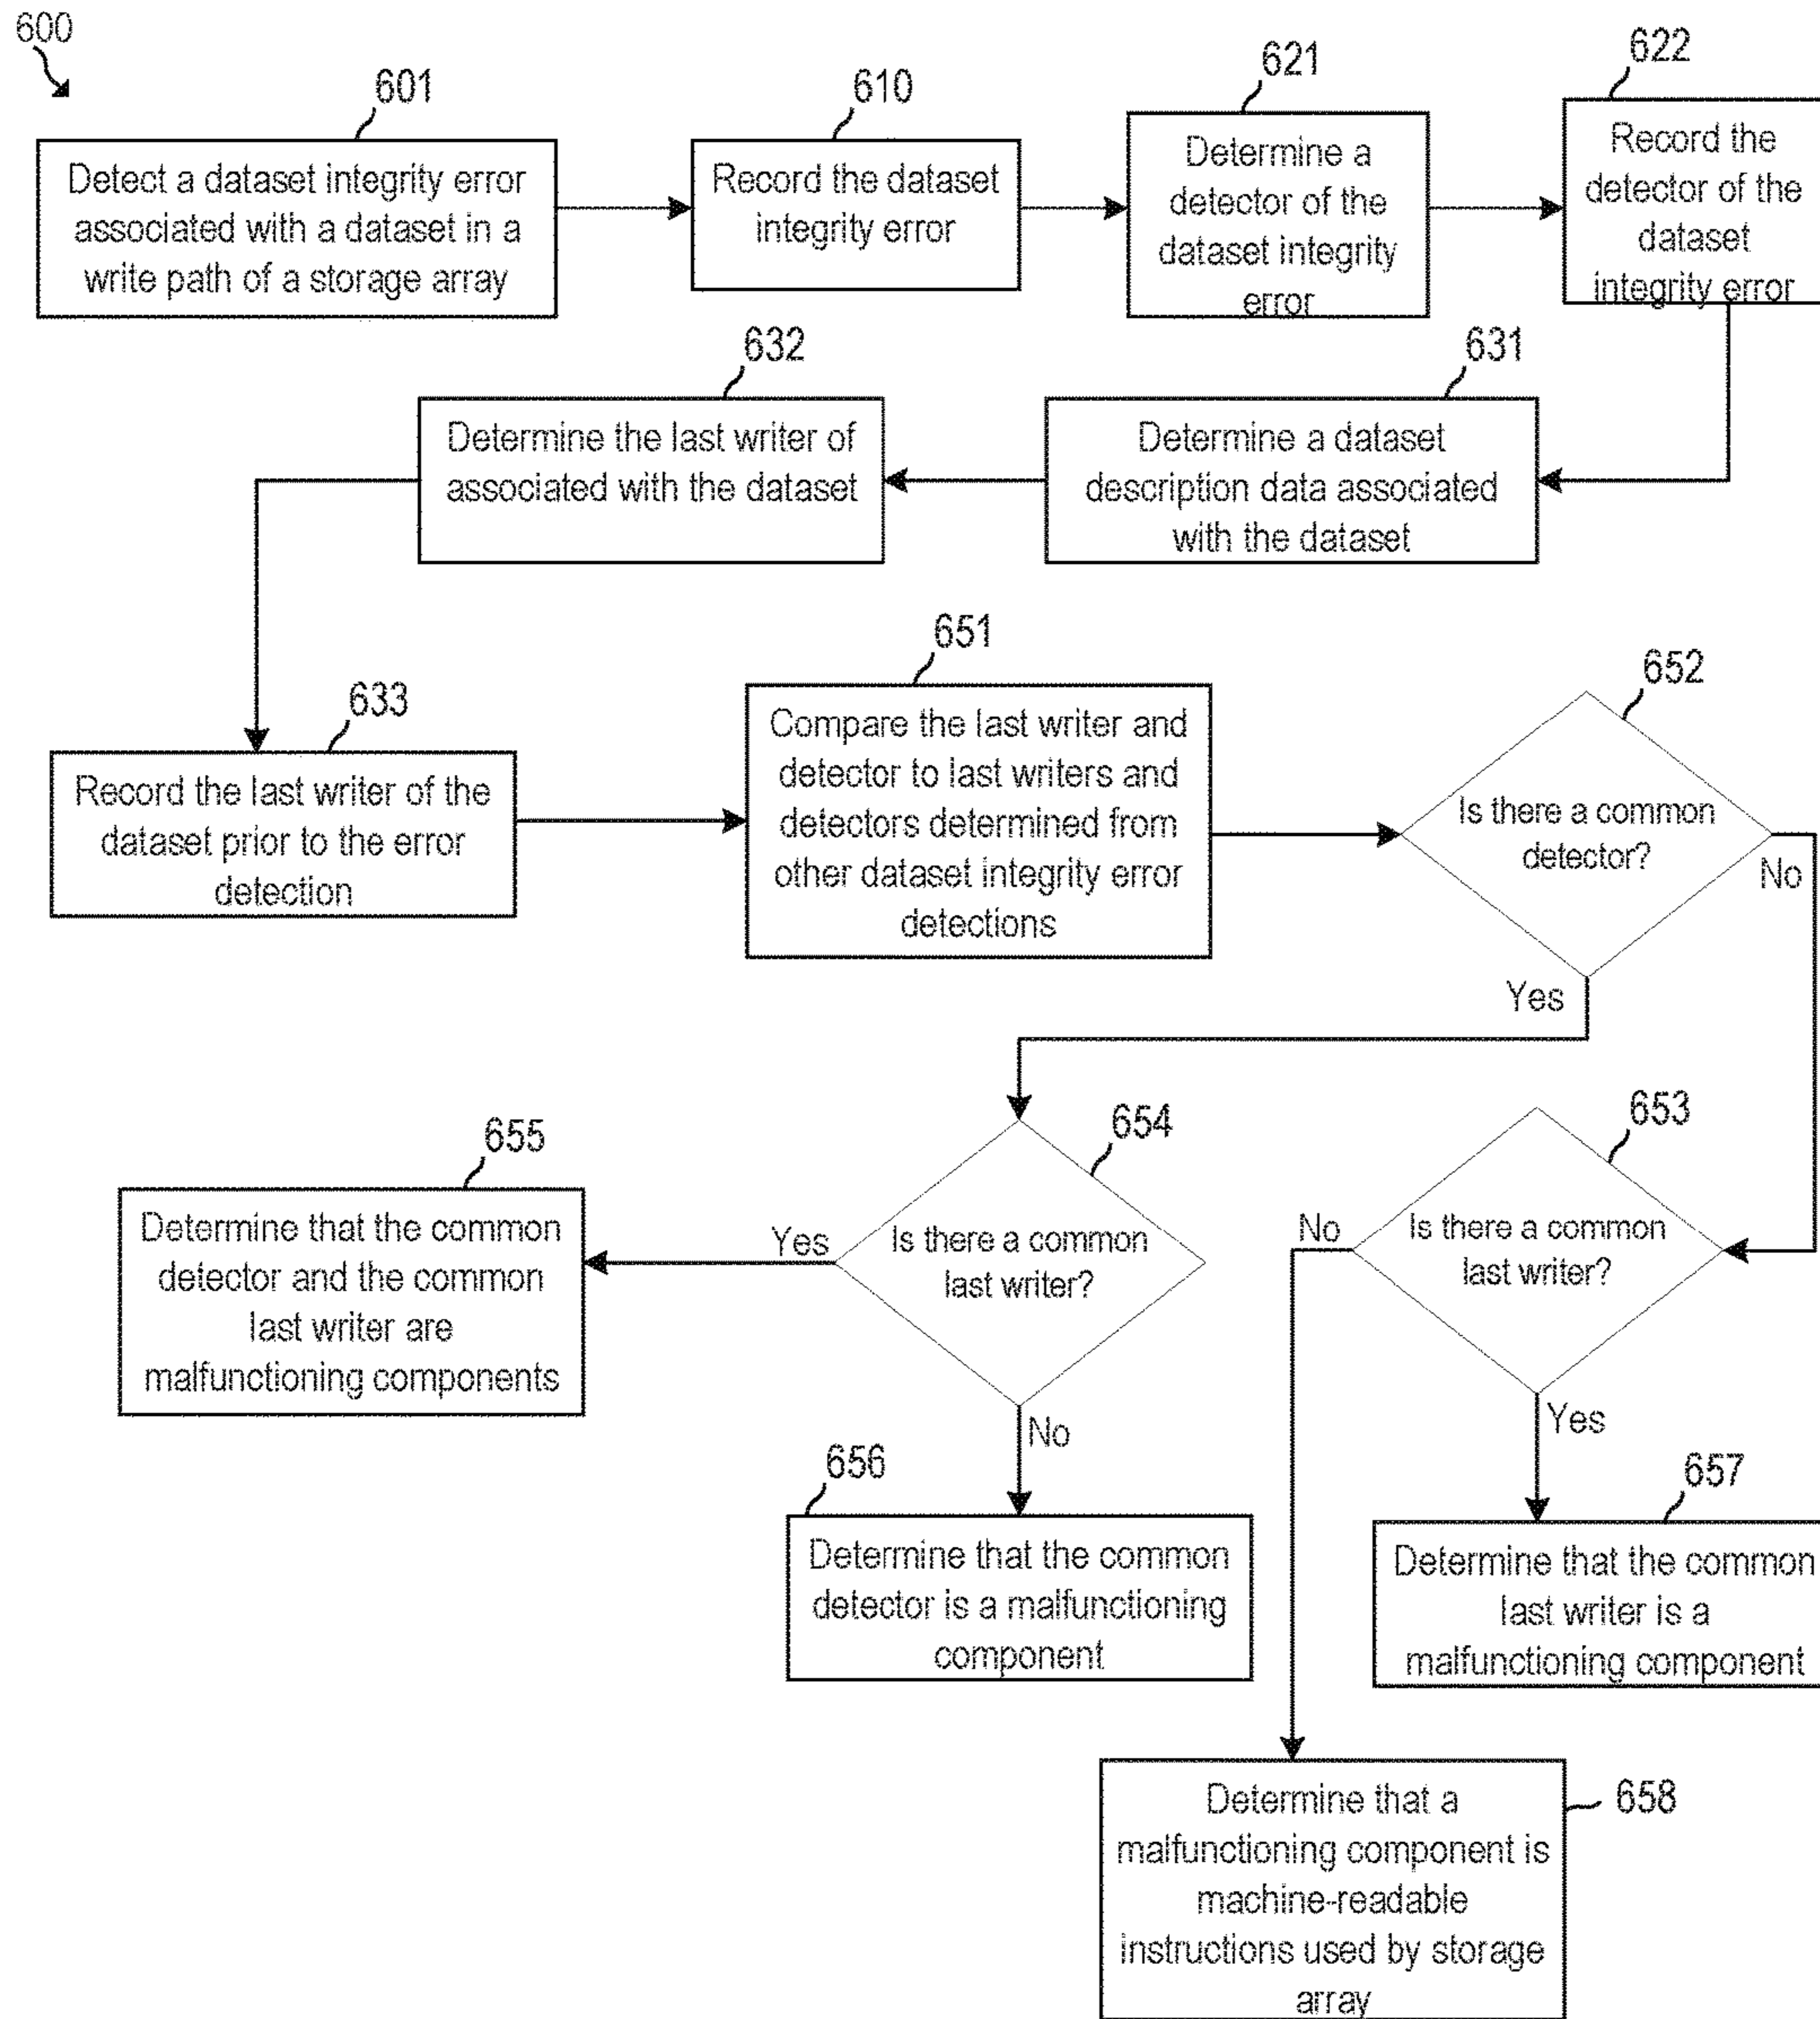 600
601
Detect a dataset integrity error
associated with a dataset in a
write path of a storage array
610
Record the dataset
integrity error
621
Determine a
detector of the
dataset integrity
error
622
Record the
detector of the
dataset
integrity error
632
Determine the last writer of
associated with the dataset
631
Determine a dataset
description data associated
with the dataset
633
Record the last writer of the
dataset prior to the error
detection
651
Compare the last writer and
detector to last writers and
detectors determined from
other dataset integrity error
detections
652
Is there a common
detector?
No
Yes
655
Determine that the common
detector and the common
last writer are
malfunctioning components
654
Yes
Is there a common
last writer?
No
653
No
Is there a common
last writer?
Yes
656
Determine that the common
detector is a malfunctioning
component
657
Determine that the common
last writer is a
malfunctioning component
658
Determine that a
malfunctioning component is
machine-readable
instructions used by storage
array